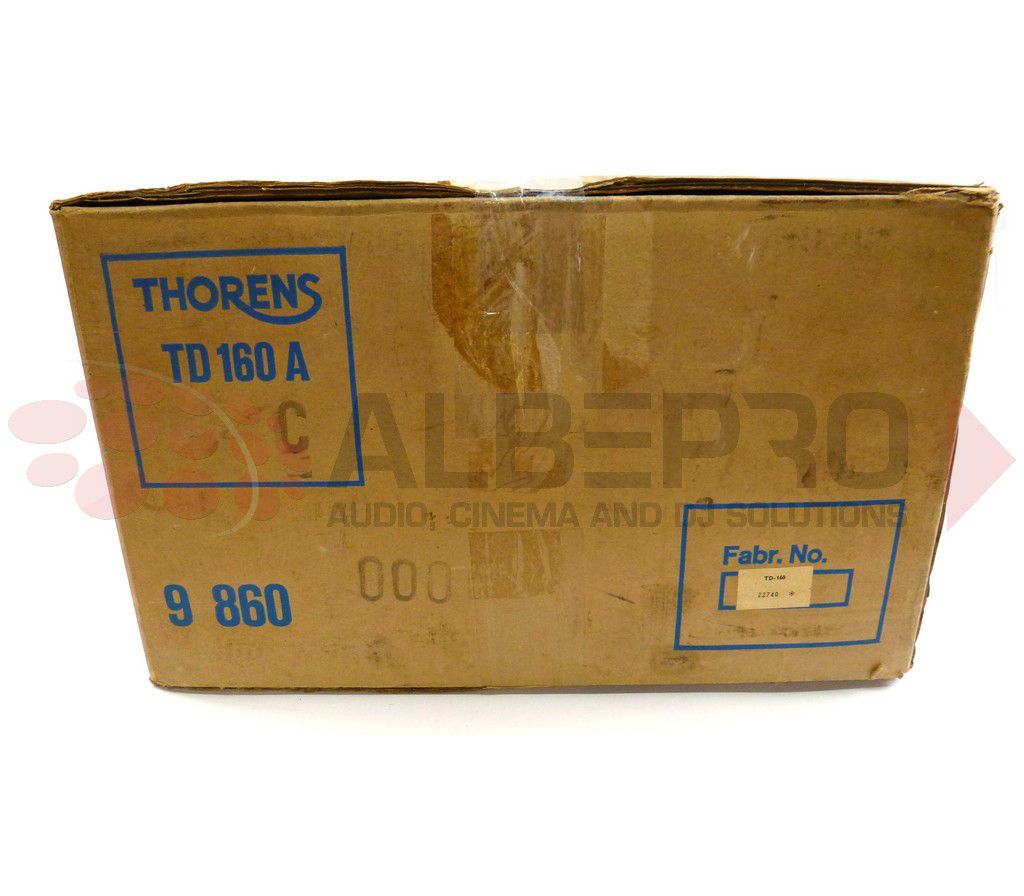 THORENS
TD 160 A
C
ALBEPRO
AUDIO, CINEMA AND DJ SOLUTIONS
9 860
000
Fabr. No.
TD-160
22740 *